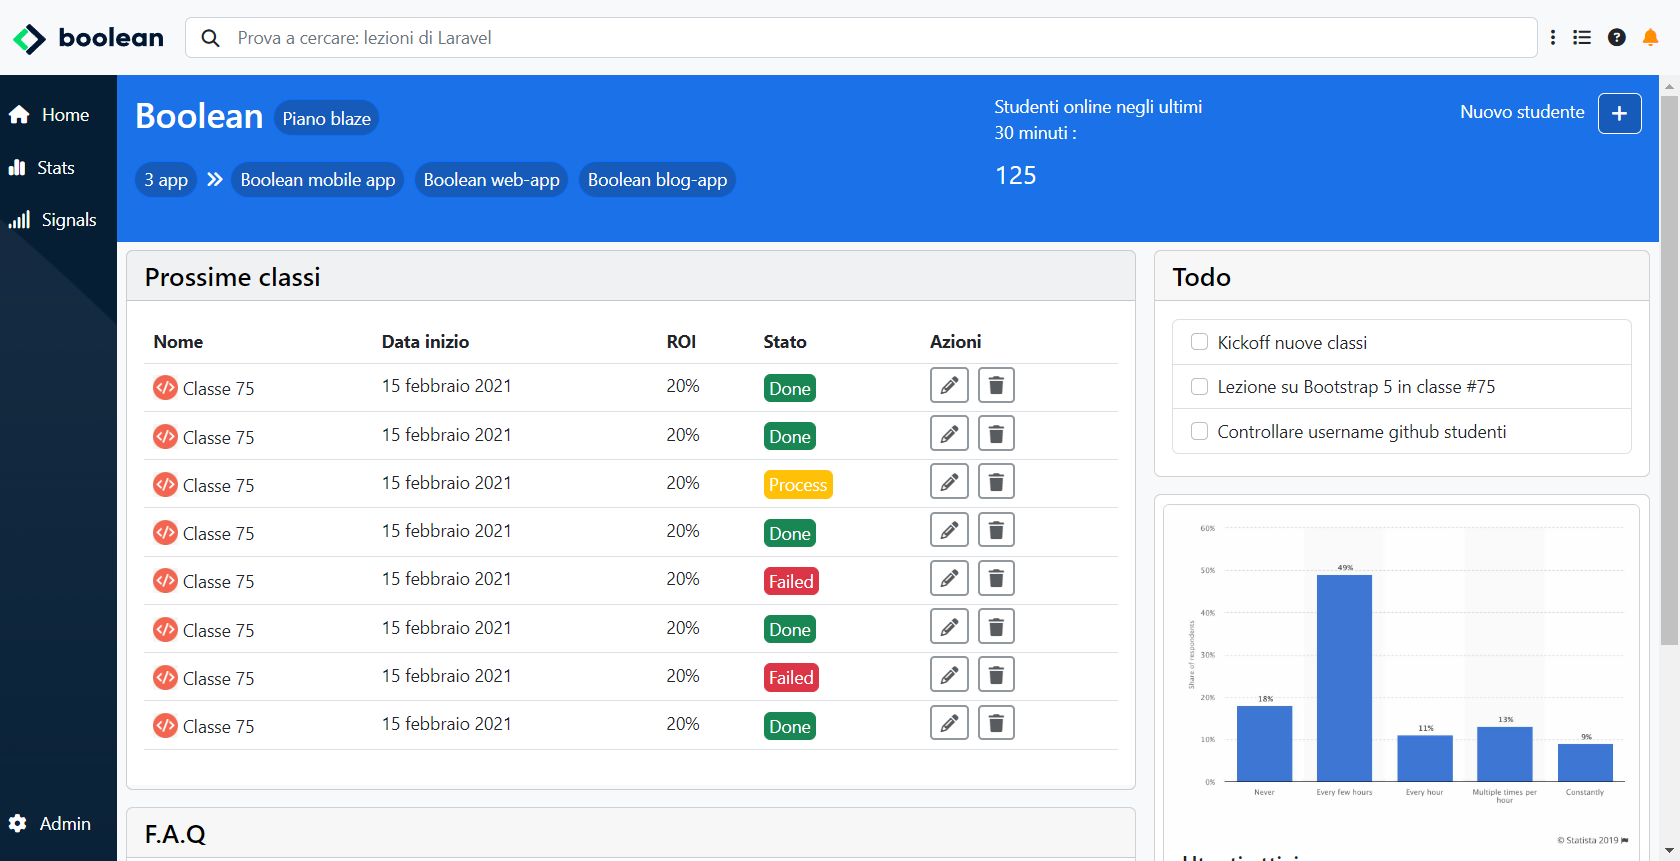 boolean
Prova a cercare: lezioni di Laravel
Home
Stats
Signals
Admin
Boolean Piano blaze
3 app Boolean mobile app Boolean web-app Boolean blog-app
Studenti online negli ultimi
30 minuti :
125
Nuovo studente
Prossime classi
Nome Data inizio ROI Stato Azioni
Classe 75 15 febbraio 2021 20% Done
Classe 75 15 febbraio 2021 20% Done
Classe 75 15 febbraio 2021 20% Process
Classe 75 15 febbraio 2021 20% Done
Classe 75 15 febbraio 2021 20% Failed
Classe 75 15 febbraio 2021 20% Done
Classe 75 15 febbraio 2021 20% Failed
Classe 75 15 febbraio 2021 20% Done
F.A.Q
Todo
Kickoff nuove classi
Lezione su Bootstrap 5 in classe #75
Controllare username github studenti
Share of respondents
60%
50%
40%
30%
20%
10%
0%
18%
49%
11%
13%
9%
Never
Every few hours
Every hour
Multiple times per
hour
Constantly
© Statista 2019